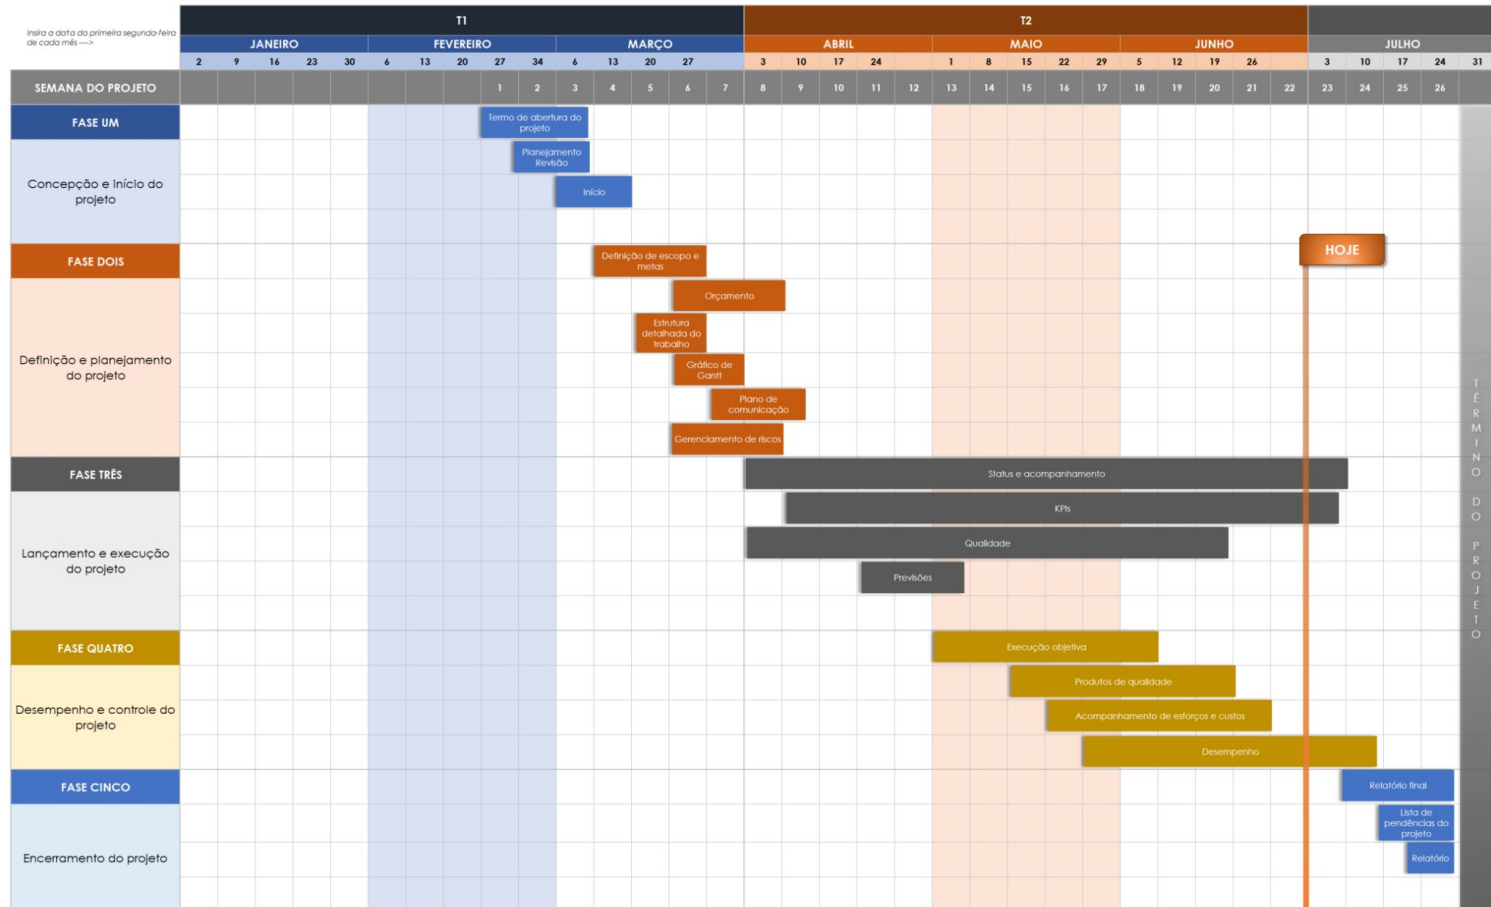 Insira a data da primeira segunda-feira
de cada mês —>
T1
T2
JANEIRO
FEVEREIRO
MARÇO
ABRIL
MAIO
JUNHO
JULHO
2 9 16 23 30 6 13 20 27 34 6 13 20 27 3 10 17 24 1 8 15 22 29 5 12 19 26 3 10 17 24 31
SEMANA DO PROJETO
1 2 3 4 5 6 7 8 9 10 11 12 13 14 15 16 17 18 19 20 21 22 23 24 25 26
FASE UM
Termo de abertura do
projeto
Planejamento
Revisão
Concepção e início do
projeto
Início
FASE DOIS
Definição de escopo e
metas
HOJE
Orçamento
Estrutura
detalhada do
trabalho
Definição e planejamento
do projeto
Gráfico de
Gantt
Plano de
comunicação
Gerenciamento de riscos
FASE TRÊS
Status e acompanhamento
KPIs
Lançamento e execução
do projeto
Qualidade
Previsões
FASE QUATRO
Execução objetiva
Produtos de qualidade
Desempenho e controle do
projeto
Acompanhamento de esforços e custos
Desempenho
FASE CINCO
Relatório final
Lista de
pendências do
projeto
Encerramento do projeto
Relatório
TÉRMINO DO PROJETO